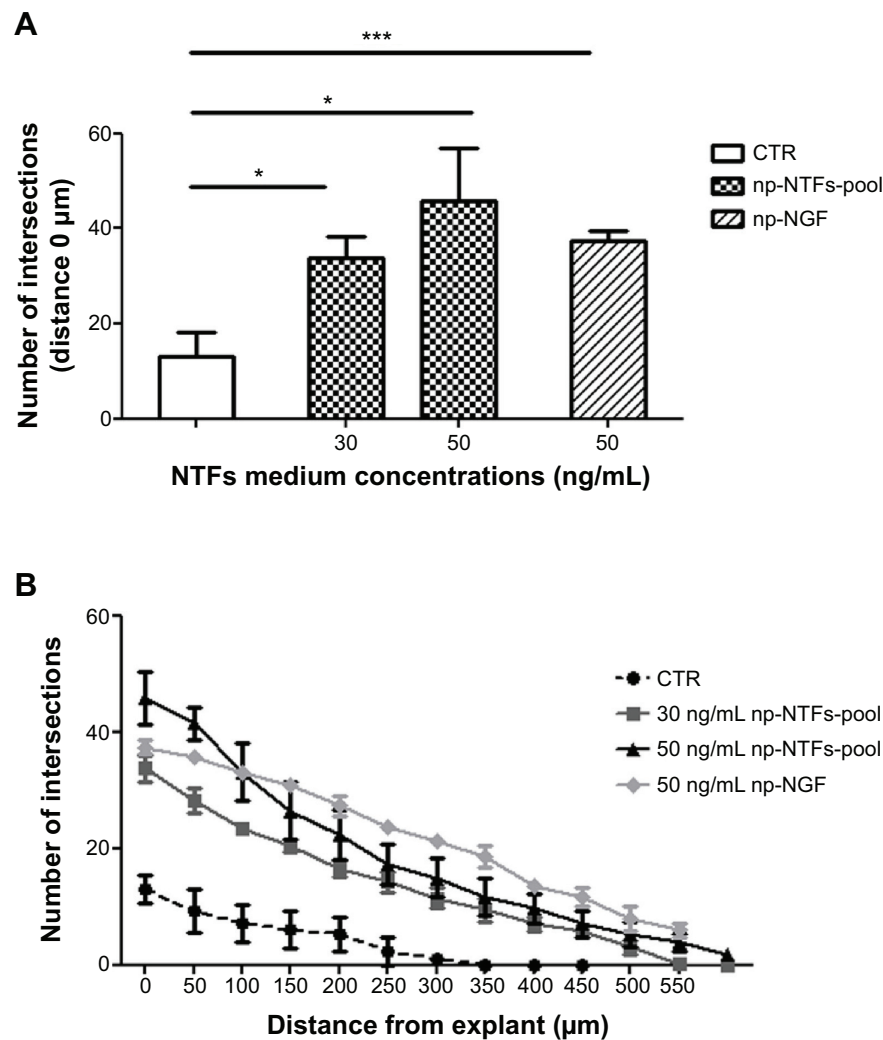 A
***
*
*
60
40
20
0
Number of intersections
(distance 0 µm)
30
50
50
NTFs medium concentrations (ng/mL)
CTR
np-NTFs-pool
np-NGF
B
60
40
20
0
Number of intersections
0
50
100
150
200
250
300
350
400
450
500
550
Distance from explant (µm)
CTR
30 ng/mL np-NTFs-pool
50 ng/mL np-NTFs-pool
50 ng/mL np-NGF